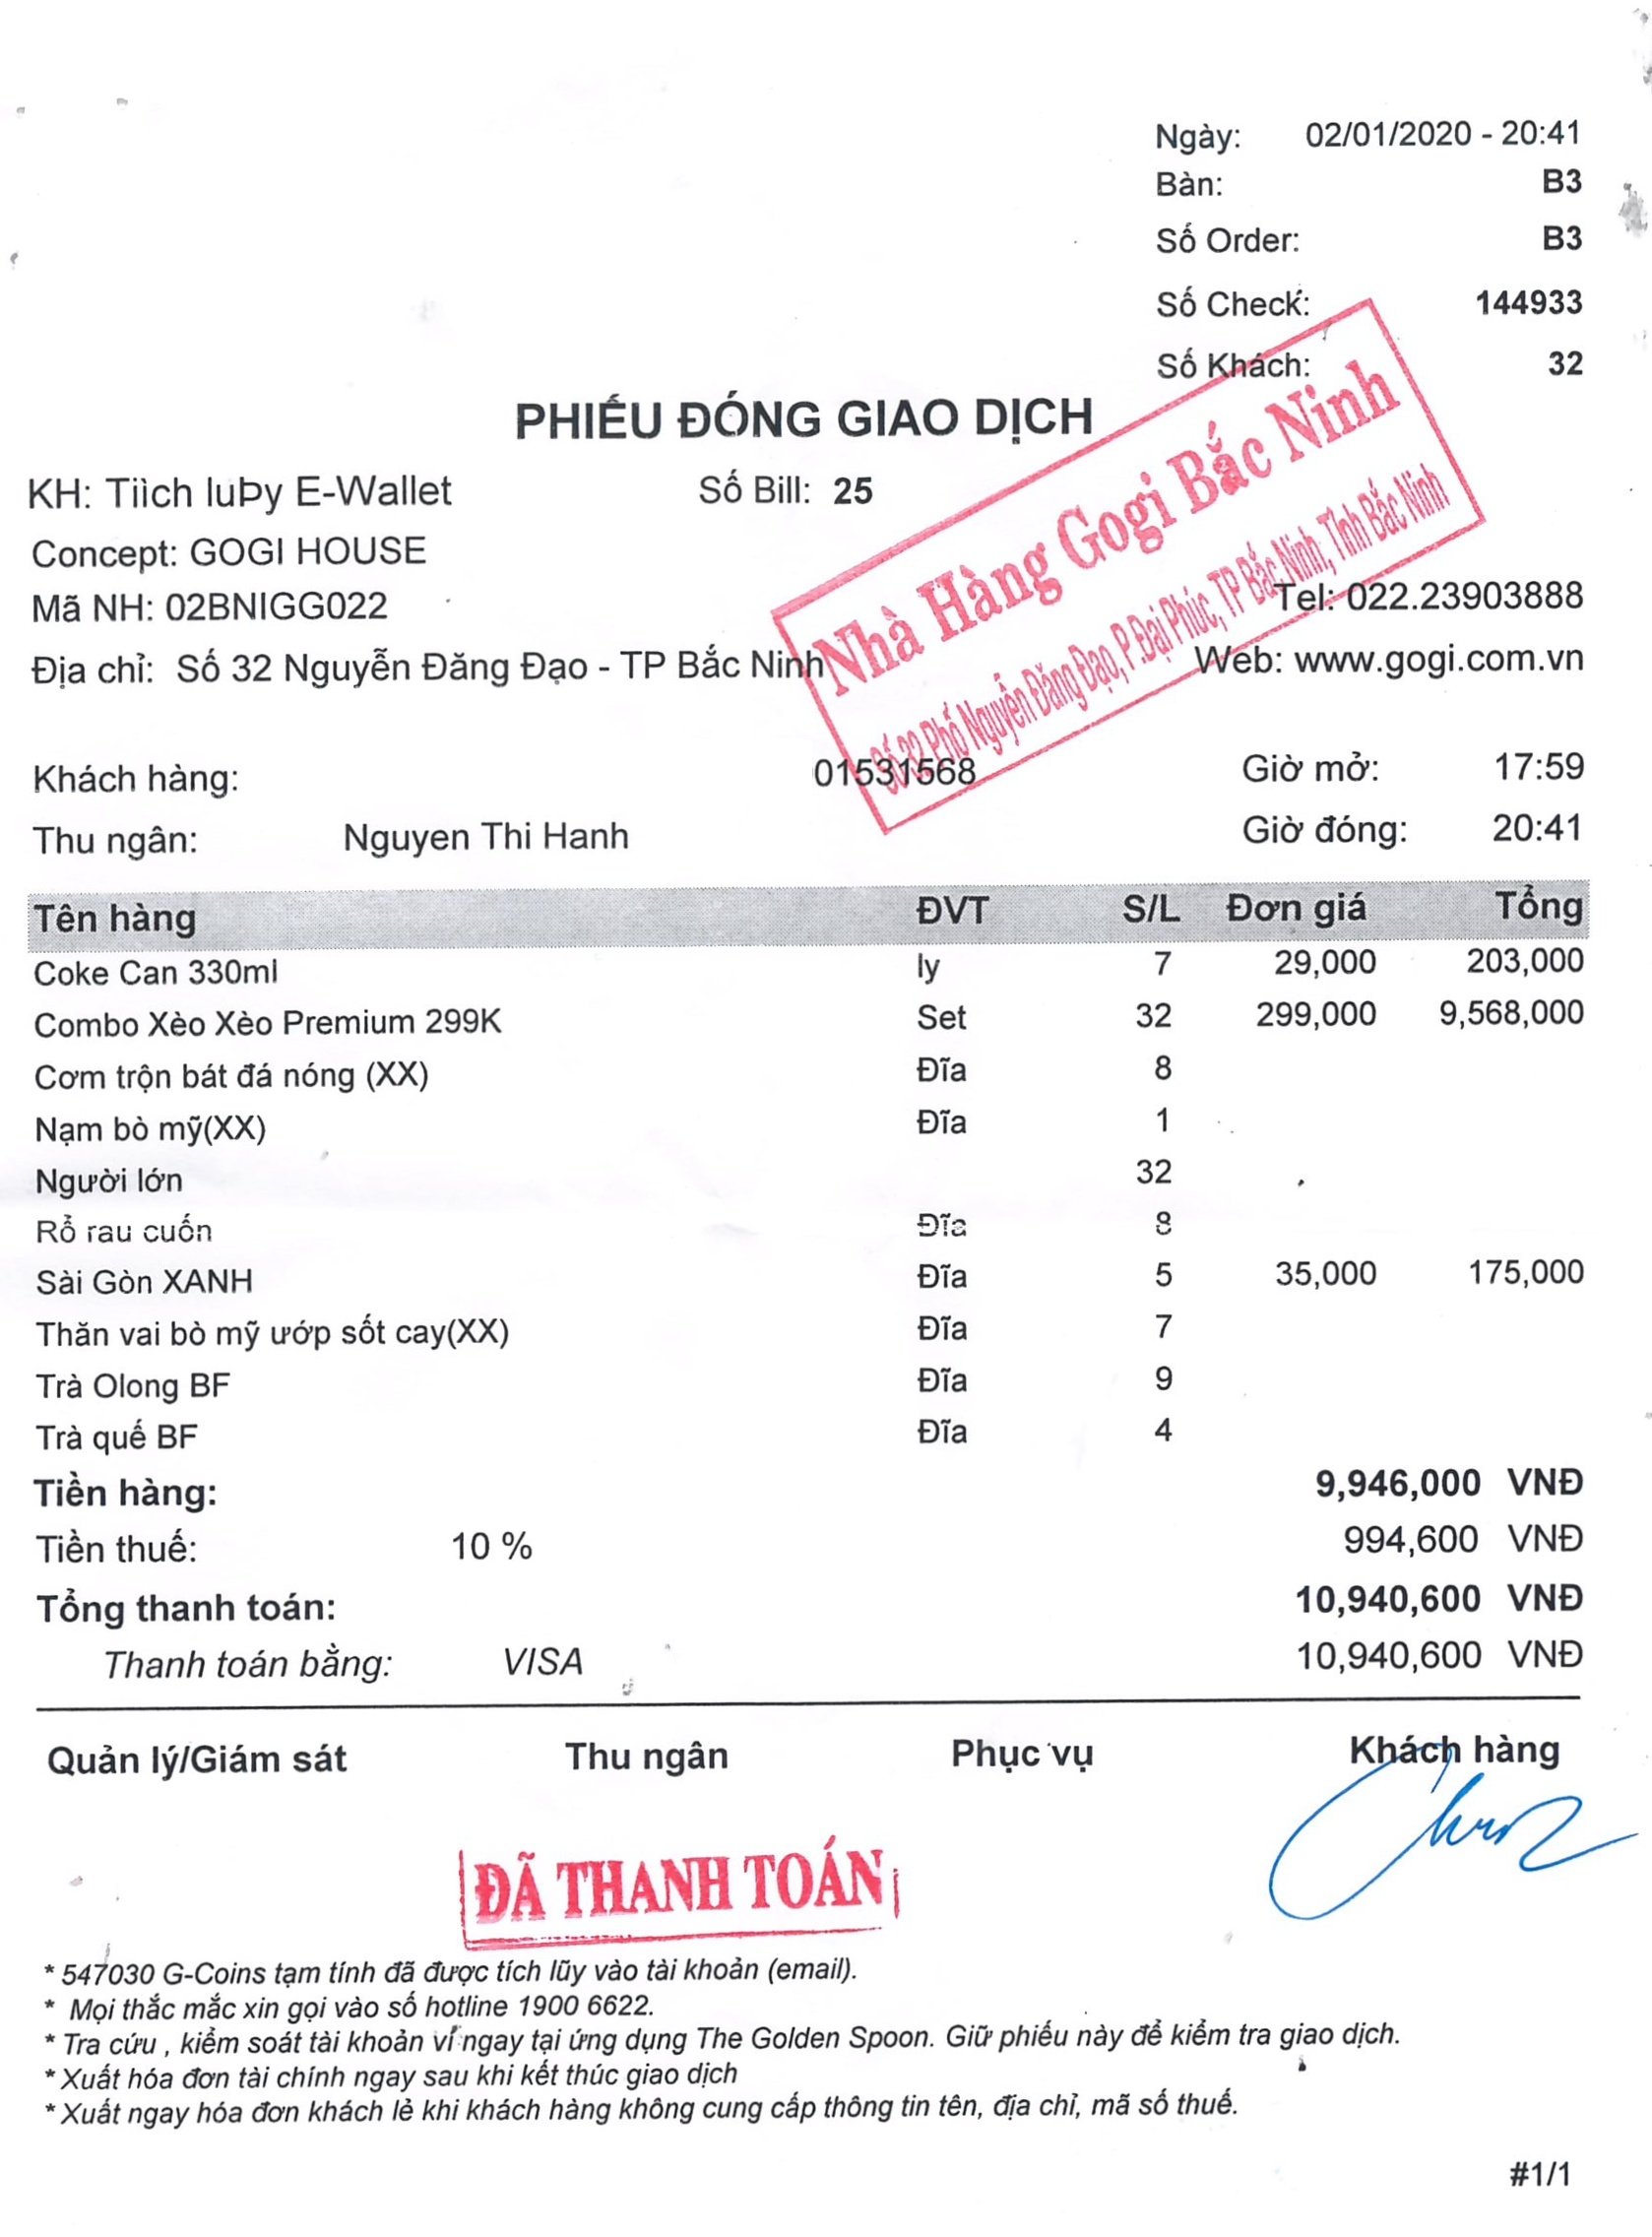 Ngày: 02/01/2020 - 20:41
Bàn: B3
Số Order: B3
Số Check: 144933
Số Khách: 32
PHIẾU ĐÓNG GIAO DỊCH
KH: Tiìch luÞy E-Wallet Số Bill: 25
Concept: GOGI HOUSE
Mã NH: 02BNIGG022 Tel: 022.23903888
Địa chỉ: Số 32 Nguyễn Đăng Đạo - TP Bắc Ninh Web: www.gogi.com.vn
Nhà Hàng Gogi Bắc Ninh
Số 32 Phố Nguyễn Đăng Đạo, P.Đại Phúc, TP Bắc Ninh, Tỉnh Bắc Ninh
Khách hàng: 01531568 Giờ mở: 17:59
Thu ngân: Nguyen Thi Hanh Giờ đóng: 20:41
Tên hàng ĐVT S/L Đơn giá Tổng
Coke Can 330ml ly 7 29,000 203,000
Combo Xèo Xèo Premium 299K Set 32 299,000 9,568,000
Cơm trộn bát đá nóng (XX) Đĩa 8
Nạm bò mỹ(XX) Đĩa 1
Người lớn 32
Rổ rau cuốn Đĩa 8
Sài Gòn XANH Đĩa 5 35,000 175,000
Thăn vai bò mỹ ướp sốt cay(XX) Đĩa 7
Trà Olong BF Đĩa 9
Trà quế BF Đĩa 4
Tiền hàng: 9,946,000 VNĐ
Tiền thuế: 10 % 994,600 VNĐ
Tổng thanh toán: 10,940,600 VNĐ
Thanh toán bằng: VISA 10,940,600 VNĐ
Quản lý/Giám sát Thu ngân Phục vụ Khách hàng
ĐÃ THANH TOÁN
* 547030 G-Coins tạm tính đã được tích lũy vào tài khoản (email).
* Mọi thắc mắc xin gọi vào số hotline 1900 6622.
* Tra cứu , kiểm soát tài khoản ví ngay tại ứng dụng The Golden Spoon. Giữ phiếu này để kiểm tra giao dịch.
* Xuất hóa đơn tài chính ngay sau khi kết thúc giao dịch
* Xuất ngay hóa đơn khách lẻ khi khách hàng không cung cấp thông tin tên, địa chỉ, mã số thuế.
#1/1